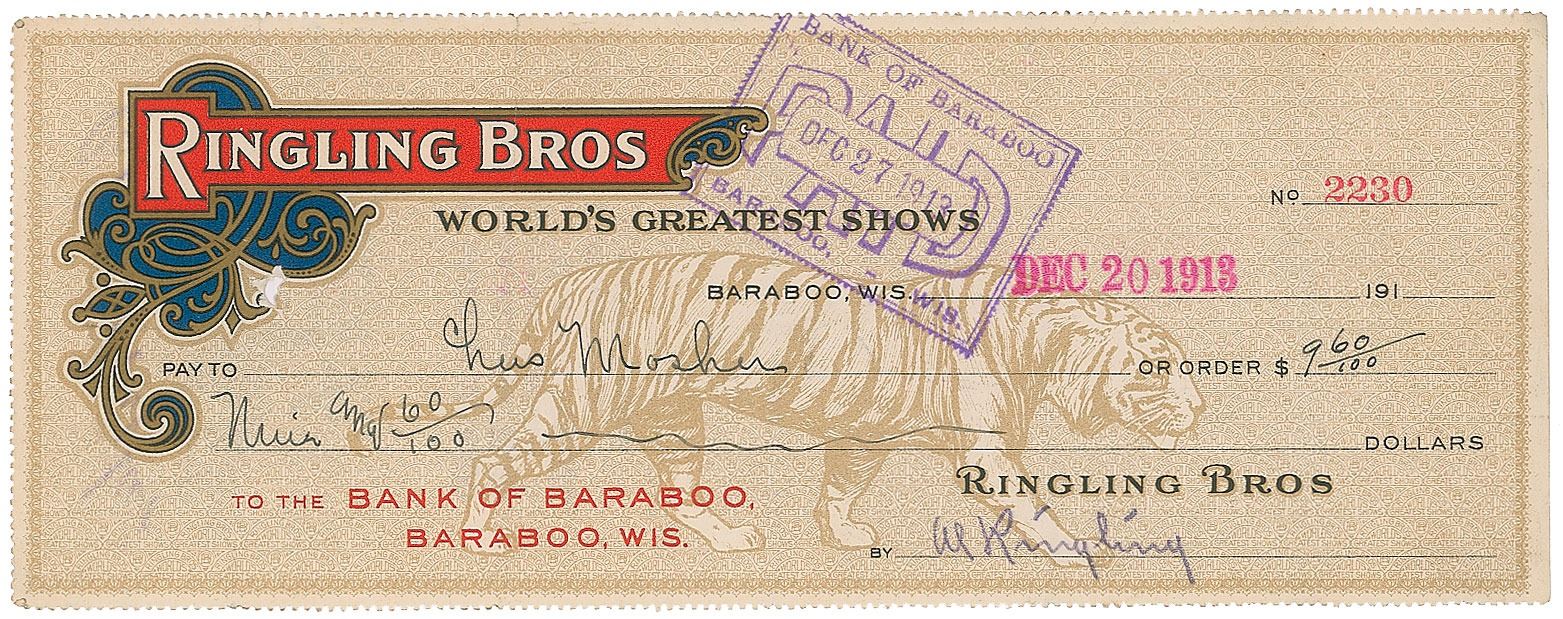 RINGLING BROS
WORLD'S GREATEST SHOWS
BANK OF BARABOO
PAID
DEC 27 1913
BARABOO, - WIS.
No. 2230
BARABOO, WIS. DEC 20 1913 191
PAY TO Chas Mosher OR ORDER $ 9 60/100
Nine and 60/100 DOLLARS
TO THE BANK OF BARABOO,
BARABOO, WIS.
RINGLING BROS
BY Al Ringling